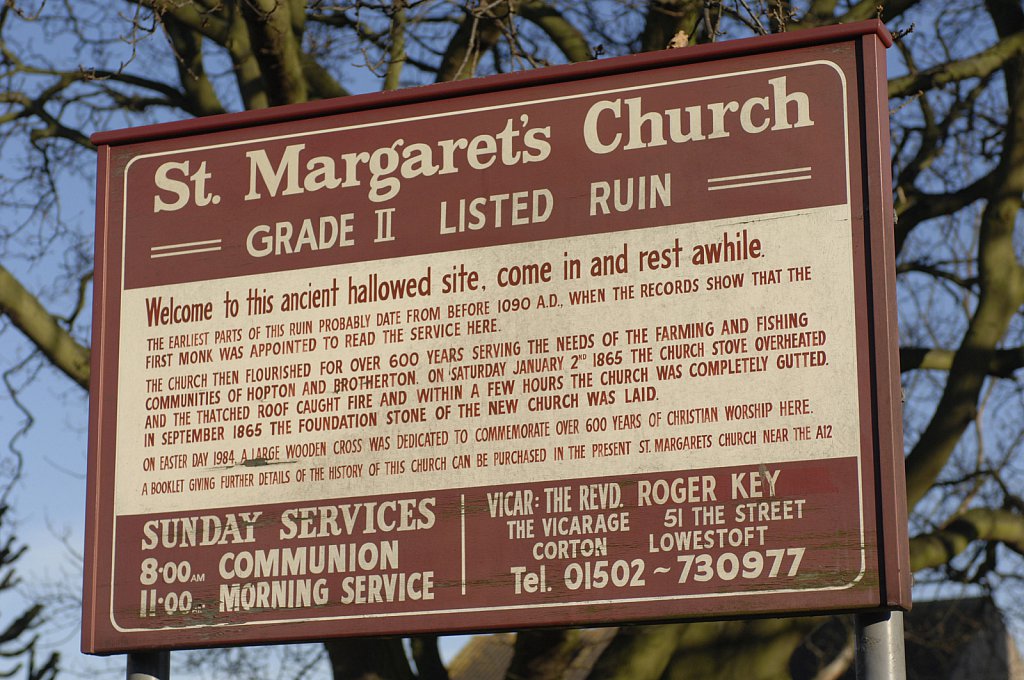 St. Margaret's Church
GRADE II LISTED RUIN
Welcome to this ancient hallowed site, come in and rest awhile.
THE EARLIEST PARTS OF THIS RUIN PROBABLY DATE FROM BEFORE 1090 A.D., WHEN THE RECORDS SHOW THAT THE
FIRST MONK WAS APPOINTED TO READ THE SERVICE HERE.
THE CHURCH THEN FLOURISHED FOR OVER 600 YEARS SERVING THE NEEDS OF THE FARMING AND FISHING
COMMUNITIES OF HOPTON AND BROTHERTON. ON SATURDAY JANUARY 2ND 1865 THE CHURCH STOVE OVERHEATED
AND THE THATCHED ROOF CAUGHT FIRE AND WITHIN A FEW HOURS THE CHURCH WAS COMPLETELY GUTTED.
IN SEPTEMBER 1865 THE FOUNDATION STONE OF THE NEW CHURCH WAS LAID.
ON EASTER DAY 1984, A LARGE WOODEN CROSS WAS DEDICATED TO COMMEMORATE OVER 600 YEARS OF CHRISTIAN WORSHIP HERE.
A BOOKLET GIVING FURTHER DETAILS OF THE HISTORY OF THIS CHURCH CAN BE PURCHASED IN THE PRESENT ST. MARGARETS CHURCH NEAR THE A12
SUNDAY SERVICES
8.00 AM COMMUNION
11.00 AM MORNING SERVICE
VICAR: THE REVD. ROGER KEY
THE VICARAGE 51 THE STREET
CORTON LOWESTOFT
Tel. 01502 ~ 730977